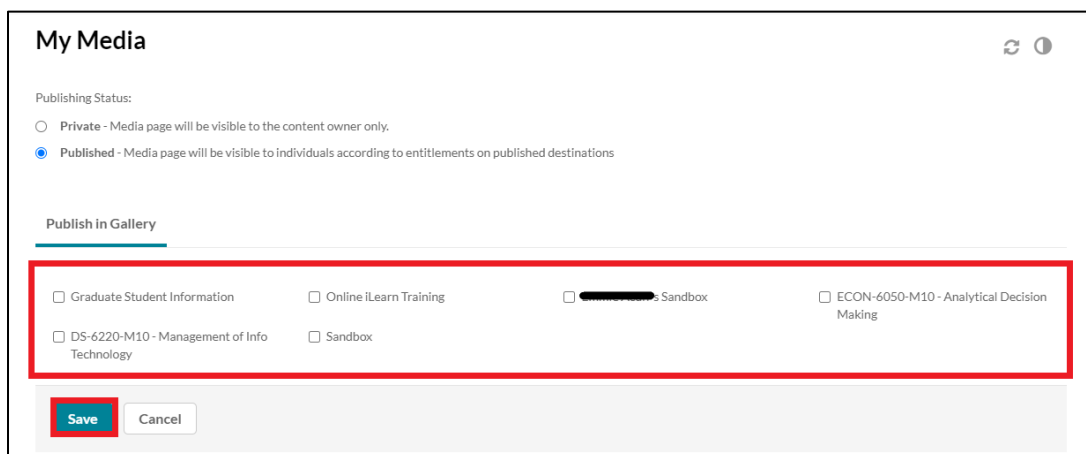 My Media
Publishing Status:
Private - Media page will be visible to the content owner only.
Published - Media page will be visible to individuals according to entitlements on published destinations
Publish in Gallery
Graduate Student Information
Online iLearn Training
s Sandbox
ECON-6050-M10 - Analytical Decision
Making
DS-6220-M10 - Management of Info
Technology
Sandbox
Save
Cancel